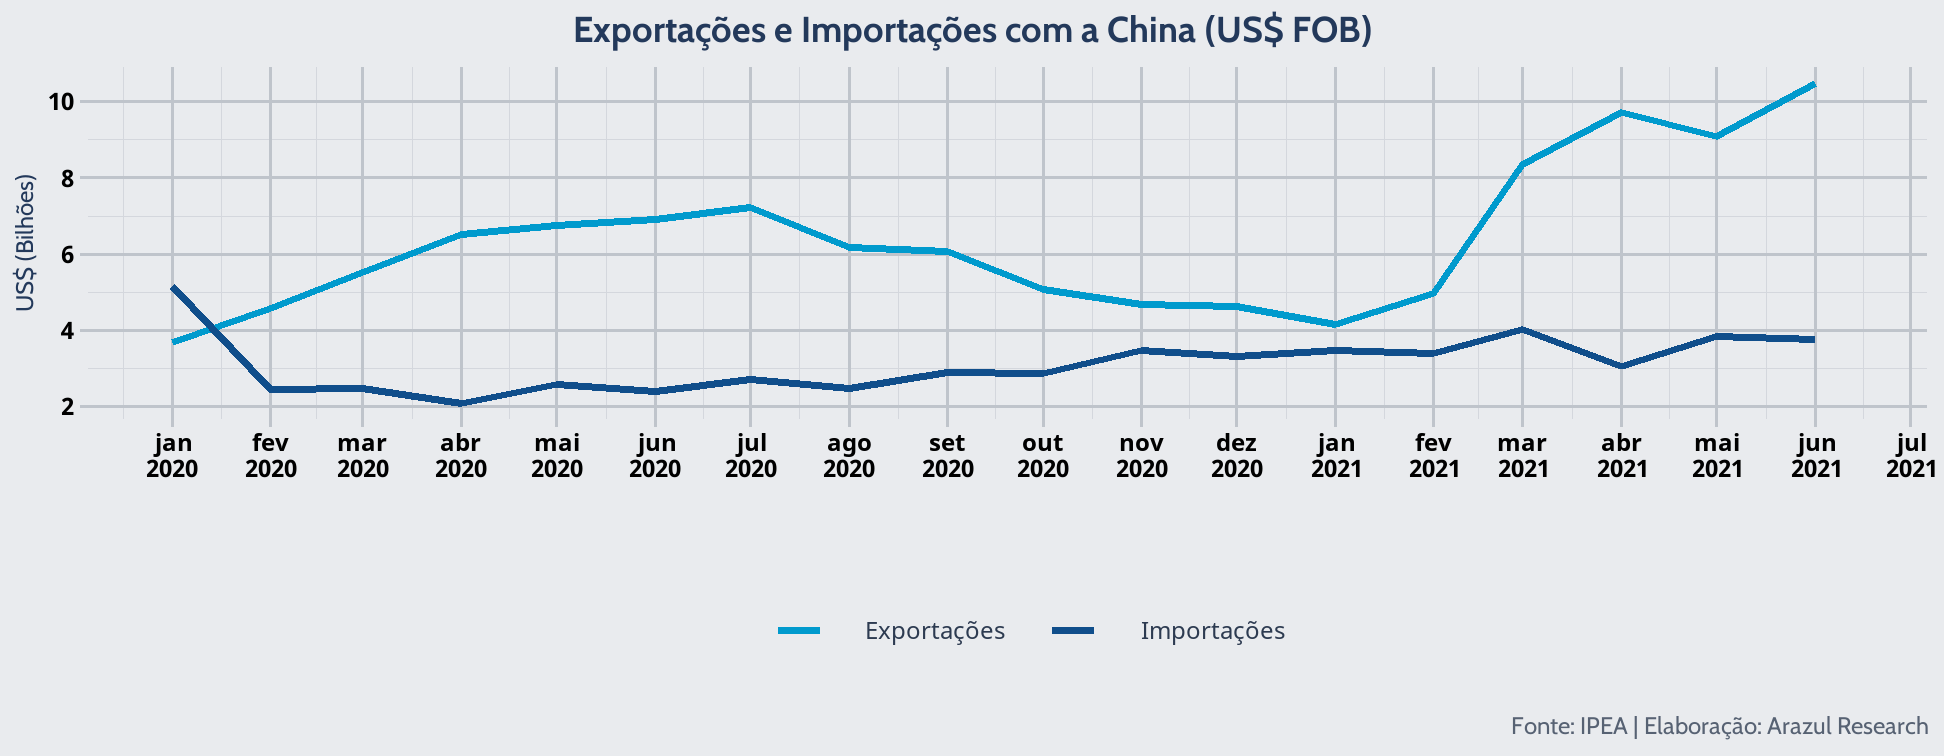 Exportações e Importações com a China (US$ FOB)
US$ (Bilhões)
10
8
6
4
2
jan fev mar abr mai jun jul ago set out nov dez jan fev mar abr mai jun jul
2020 2020 2020 2020 2020 2020 2020 2020 2020 2020 2020 2020 2021 2021 2021 2021 2021 2021 2021
Exportações Importações
Fonte: IPEA | Elaboração: Arazul Research